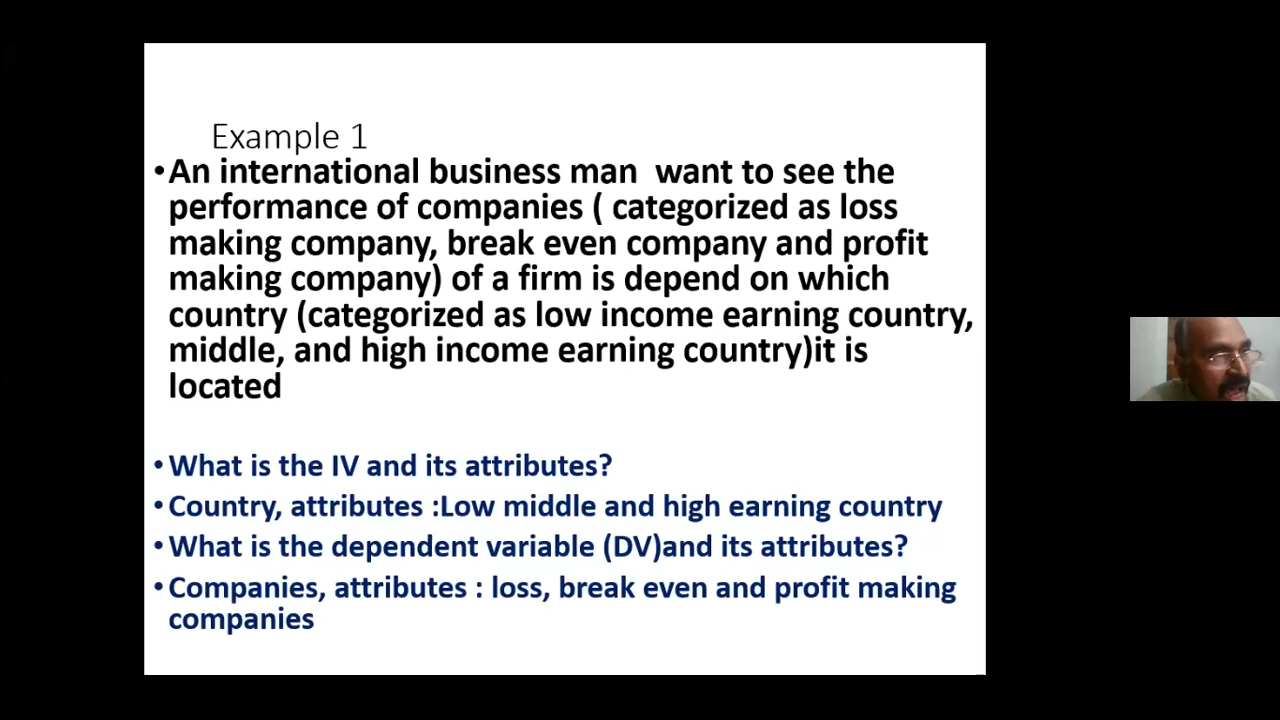 Example 1
•An international business man want to see the
performance of companies ( categorized as loss
making company, break even company and profit
making company) of a firm is depend on which
country (categorized as low income earning country,
middle, and high income earning country)it is
located
•What is the IV and its attributes?
•Country, attributes :Low middle and high earning country
•What is the dependent variable (DV)and its attributes?
•Companies, attributes : loss, break even and profit making
companies